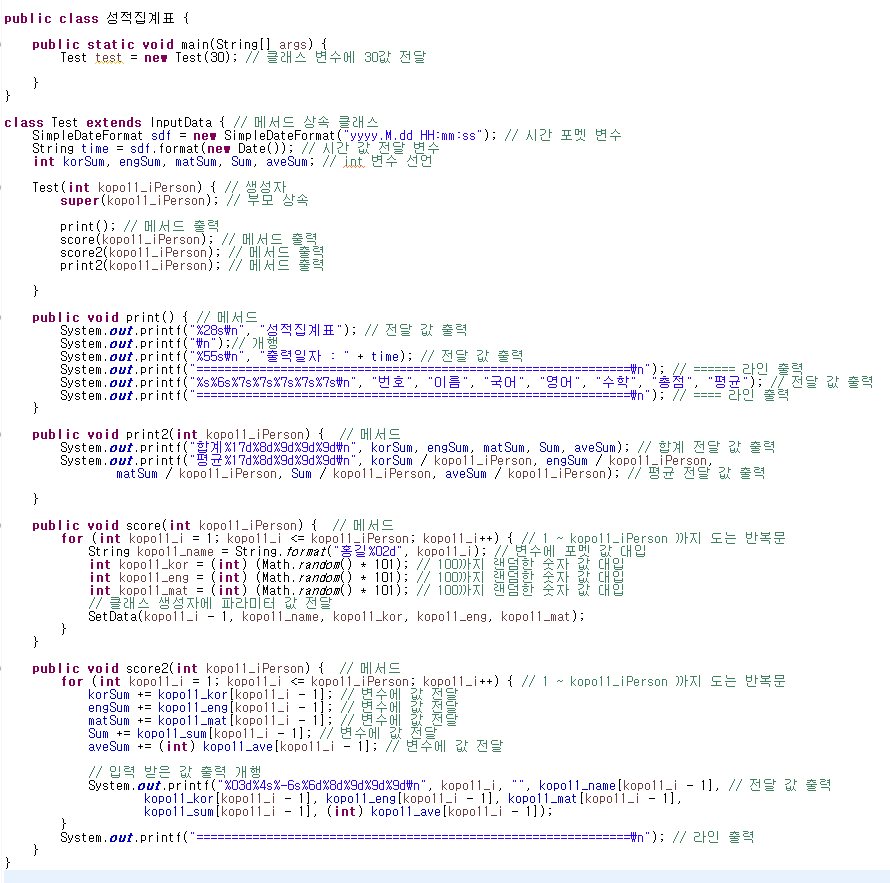 public class 성적집계표 {
public static void main(String[] args) {
Test test = new Test(30); // 클래스 변수에 30값 전달
}
}
class Test extends InputData { // 메서드 상속 클래스
SimpleDateFormat sdf = new SimpleDateFormat("yyyy.M.dd HH:mm:ss"); // 시간 포멧 변수
String time = sdf.format(new Date()); // 시간 값 전달 변수
int korSum, engSum, matSum, Sum, aveSum; // int 변수 선언
Test(int kopo11_iPerson) { // 생성자
super(kopo11_iPerson); // 부모 상속
print(); // 메서드 출력
score(kopo11_iPerson); // 메서드 출력
score2(kopo11_iPerson); // 메서드 출력
print2(kopo11_iPerson); // 메서드 출력
}
public void print() { // 메서드
System.out.printf("%28s₩n", "성적집계표"); // 전달 값 출력
System.out.printf("₩n");// 개행
System.out.printf("%55s₩n", "출력일자 : " + time); // 전달 값 출력
System.out.printf("==============================================================₩n"); // ====== 라인 출력
System.out.printf("%s%6s%7s%7s%7s%7s%7s₩n", "번호", "이름", "국어", "영어", "수학", "총점", "평균"); // 전달 값 출력
System.out.printf("==============================================================₩n"); // ==== 라인 출력
}
public void print2(int kopo11_iPerson) { // 메서드
System.out.printf("합계%17d%8d%9d%9d%9d₩n", korSum, engSum, matSum, Sum, aveSum); // 합계 전달 값 출력
System.out.printf("평균%17d%8d%9d%9d%9d₩n", korSum / kopo11_iPerson, engSum / kopo11_iPerson,
matSum / kopo11_iPerson, Sum / kopo11_iPerson, aveSum / kopo11_iPerson); // 평균 전달 값 출력
}
public void score(int kopo11_iPerson) { // 메서드
for (int kopo11_i = 1; kopo11_i <= kopo11_iPerson; kopo11_i++) { // 1 ~ kopo11_iPerson 까지 도는 반복문
String kopo11_name = String.format("홍길%02d", kopo11_i); // 변수에 포멧 값 대입
int kopo11_kor = (int) (Math.random() * 101); // 100까지 랜덤한 숫자 값 대입
int kopo11_eng = (int) (Math.random() * 101); // 100까지 랜덤한 숫자 값 대입
int kopo11_mat = (int) (Math.random() * 101); // 100까지 랜덤한 숫자 값 대입
// 클래스 생성자에 파라미터 값 전달
SetData(kopo11_i - 1, kopo11_name, kopo11_kor, kopo11_eng, kopo11_mat);
}
}
public void score2(int kopo11_iPerson) { // 메서드
for (int kopo11_i = 1; kopo11_i <= kopo11_iPerson; kopo11_i++) { // 1 ~ kopo11_iPerson 까지 도는 반복문
korSum += kopo11_kor[kopo11_i - 1]; // 변수에 값 전달
engSum += kopo11_eng[kopo11_i - 1]; // 변수에 값 전달
matSum += kopo11_mat[kopo11_i - 1]; // 변수에 값 전달
Sum += kopo11_sum[kopo11_i - 1]; // 변수에 값 전달
aveSum += (int) kopo11_ave[kopo11_i - 1]; // 변수에 값 전달
// 입력 받은 값 출력 개행
System.out.printf("%03d%4s%-6s%6d%8d%9d%9d%9d₩n", kopo11_i, "", kopo11_name[kopo11_i - 1], // 전달 값 출력
kopo11_kor[kopo11_i - 1], kopo11_eng[kopo11_i - 1], kopo11_mat[kopo11_i - 1],
kopo11_sum[kopo11_i - 1], (int) kopo11_ave[kopo11_i - 1]);
}
System.out.printf("==============================================================₩n"); // 라인 출력
}
}